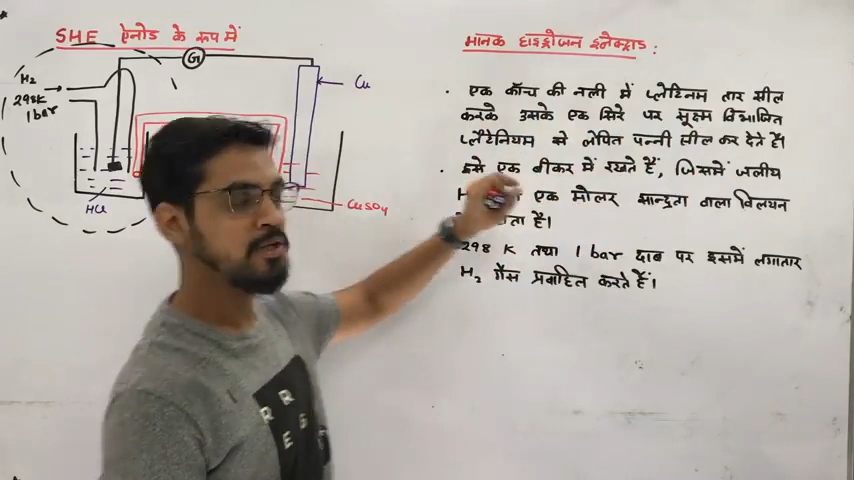 SHE ऐनोड के रूप में
G
H₂
298K
1 bar
Cu
HCl
CuSO₄
मानक हाइड्रोजन इलेक्ट्राड :
• एक काँच की नली में प्लेटिनम तार सील
करके उसके एक सिरे पर सूक्ष्म विभाजित
प्लैटेनियम से लेपित पन्नी सील कर देते हैं।
• इसे एक बीकर में रखते हैं, जिसमें जलीय
H एक मोलर सान्द्रता वाला विलयन
है।
298 K तथा 1 bar दाब पर इसमें लगातार
H₂ गैस प्रवाहित करते हैं।
R R
E G